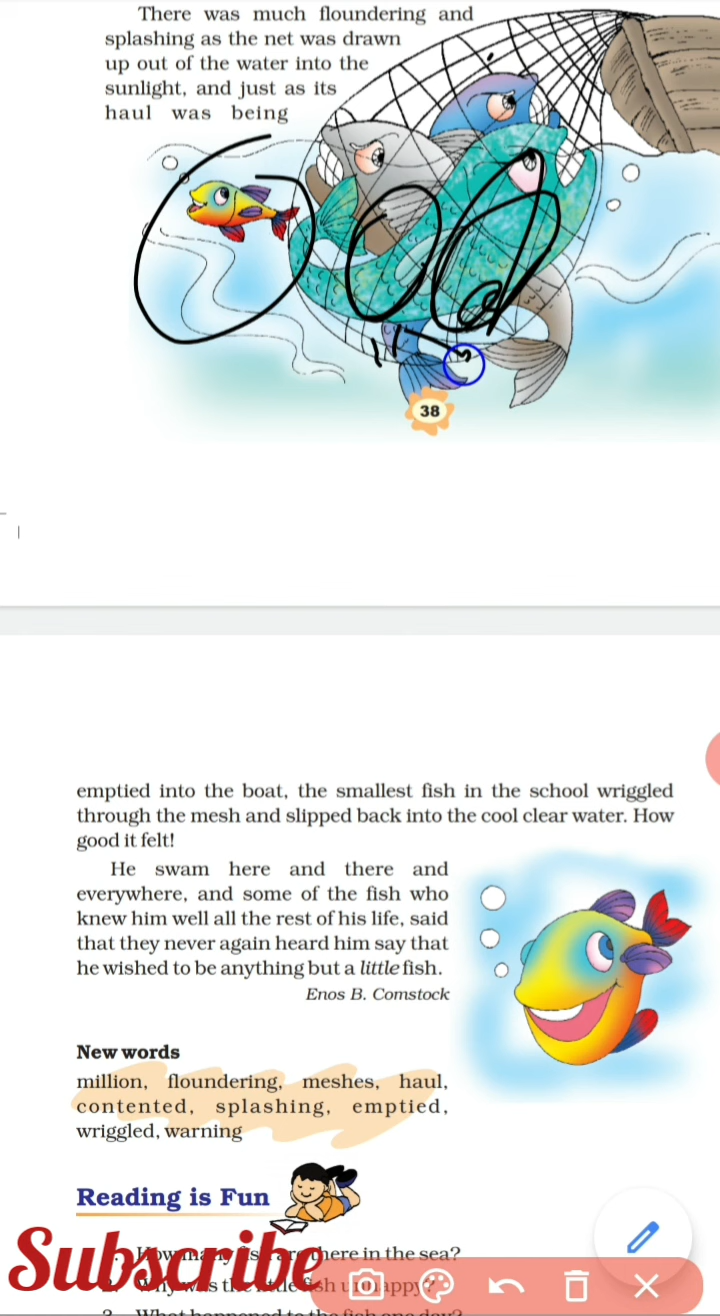 There was much floundering and
splashing as the net was drawn
up out of the water into the
sunlight, and just as its
haul was being
38
emptied into the boat, the smallest fish in the school wriggled
through the mesh and slipped back into the cool clear water. How
good it felt!
He swam here and there and
everywhere, and some of the fish who
knew him well all the rest of his life, said
that they never again heard him say that
he wished to be anything but a little fish.
Enos B. Comstock
New words
million, floundering, meshes, haul,
contented, splashing, emptied,
wriggled, warning
Reading is Fun
there in the sea?
Subscribe